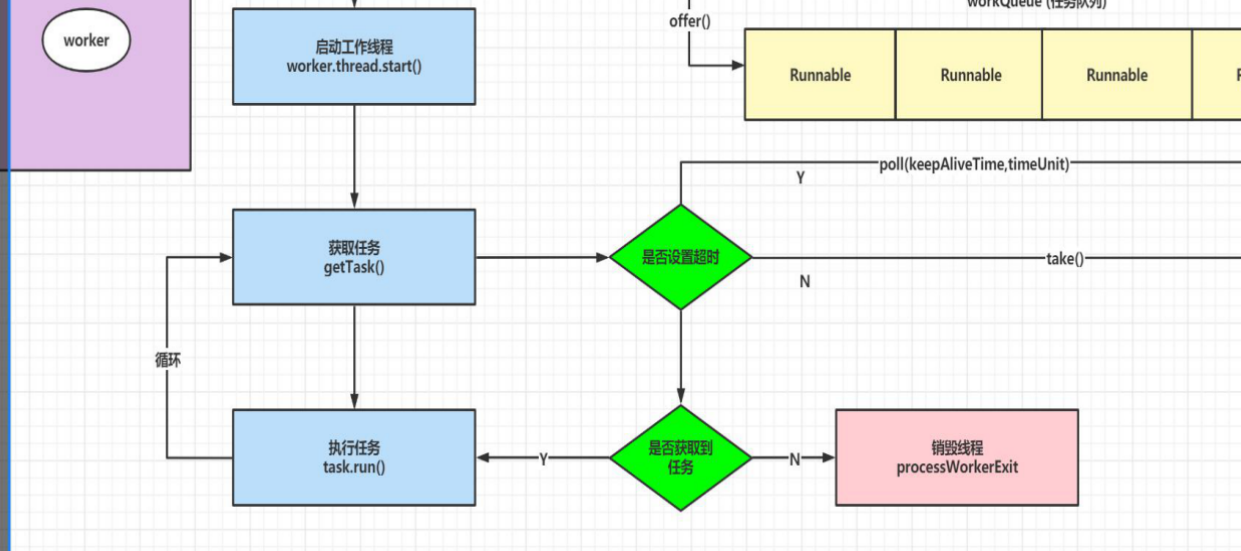 workQueue (任务队列)
offer()
worker
启动工作线程
worker.thread.start()
Runnable
Runnable
Runnable
poll(keepAliveTime,timeUnit)
Y
获取任务
getTask()
是否设置超时
take()
N
循环
执行任务
task.run()
Y
是否获取到
任务
N
销毁线程
processWorkerExit